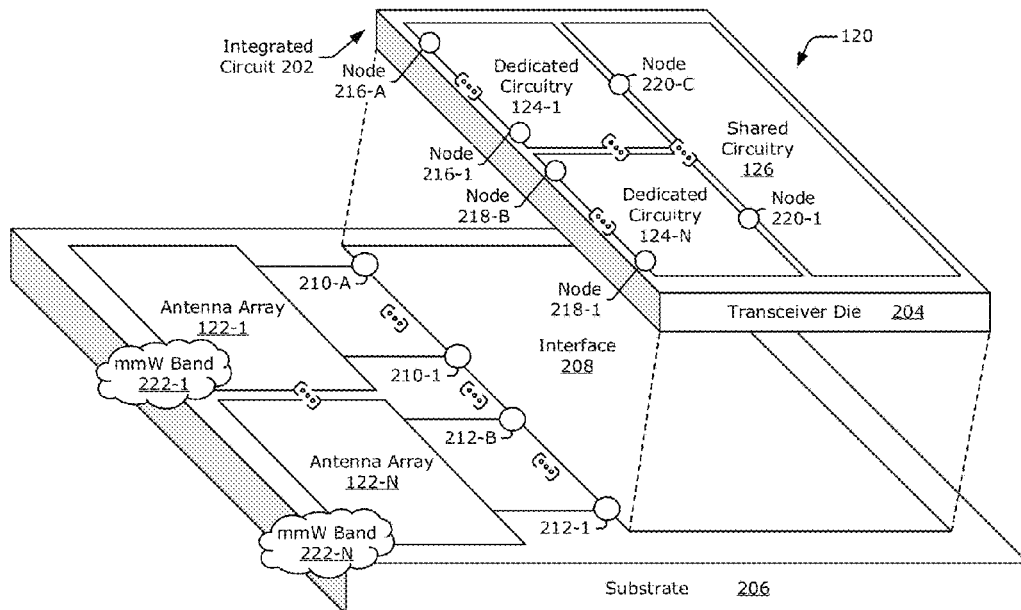 120
Integrated
Circuit 202
Node
216-A
Dedicated
Circuitry
124-1
Node
220-C
Shared
Circuitry
126
Node
216-1
Node
218-B
Dedicated
Circuitry
124-N
Node
220-1
Node
218-1
Transceiver Die 204
210-A
Antenna Array
122-1
mmW Band
222-1
Interface
208
210-1
212-B
Antenna Array
122-N
mmW Band
222-N
212-1
Substrate 206